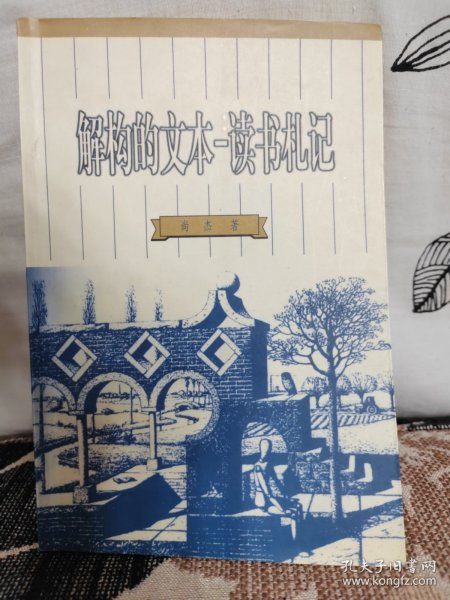 解构的文本-读书札记
尚 杰 著
孔夫子旧书网
www.kongfz.com